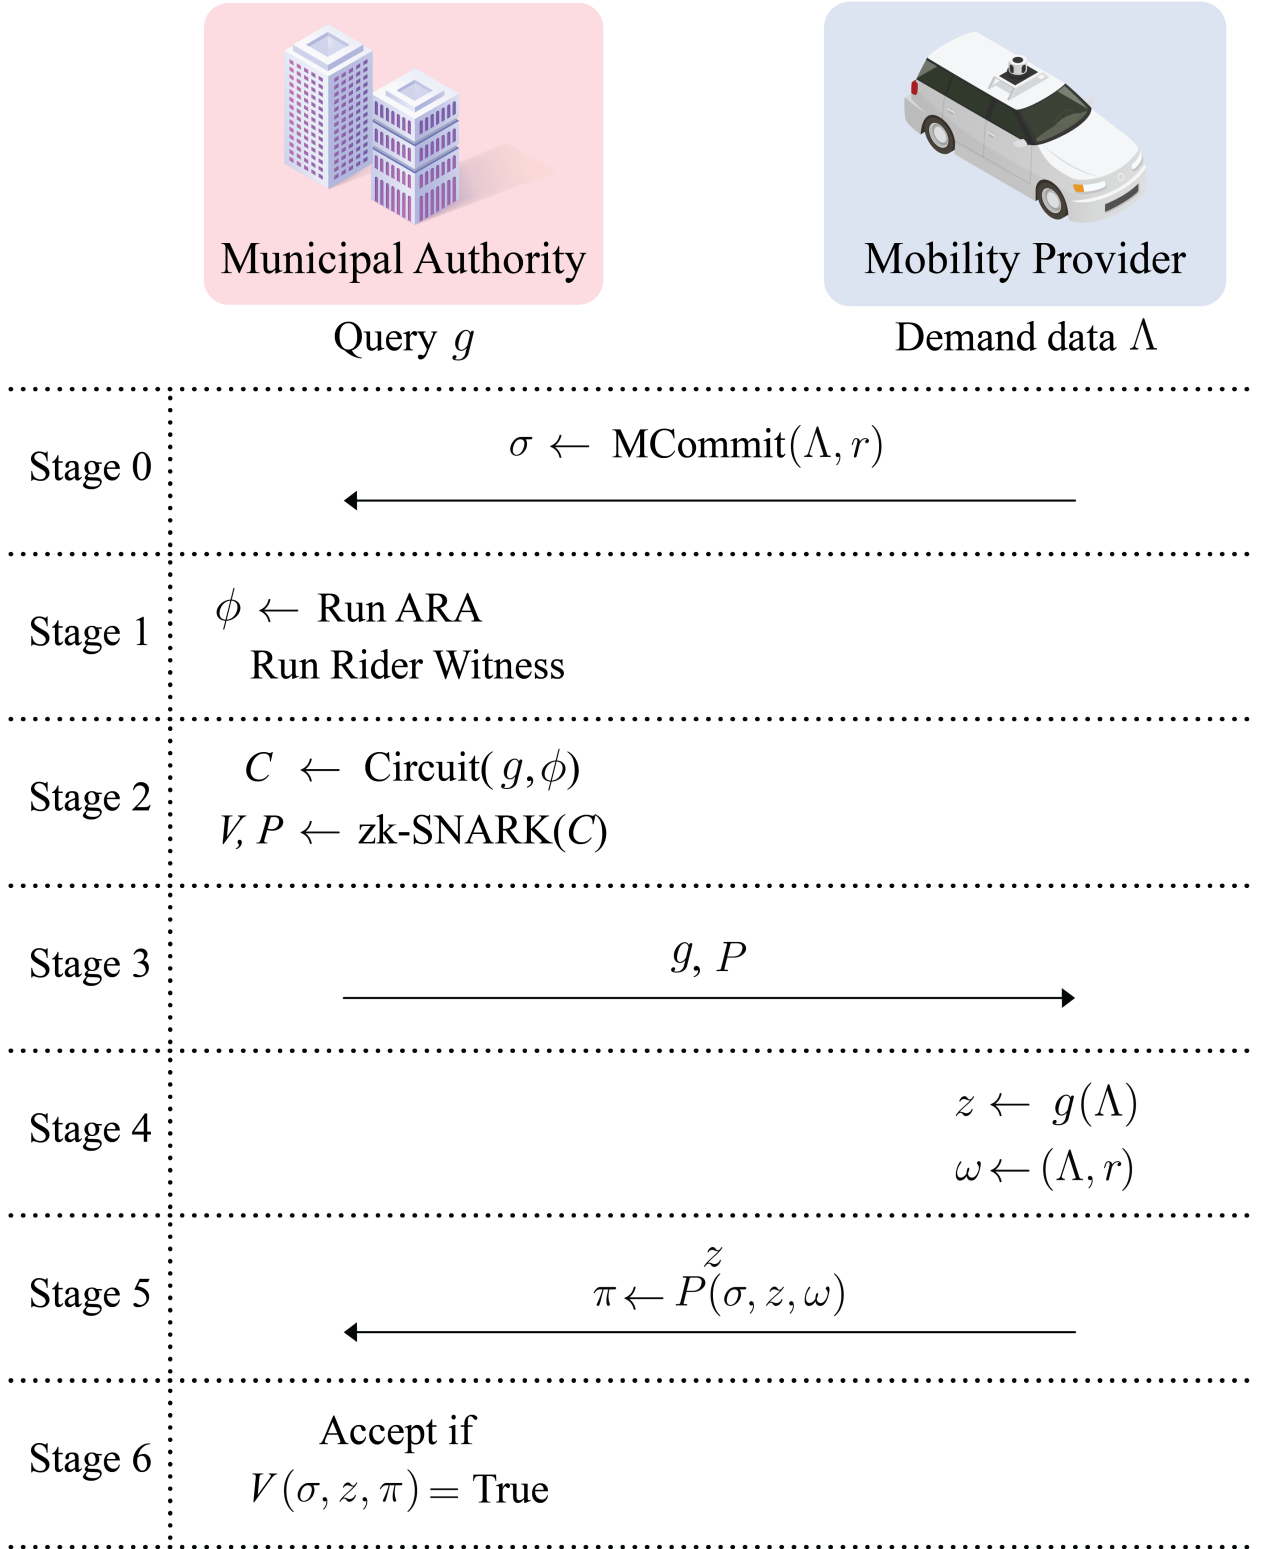 Municipal Authority
Mobility Provider
Query g
Demand data Λ
Stage 0
σ ← MCommit(Λ, r)
Stage 1
ϕ ← Run ARA
Run Rider Witness
Stage 2
C ← Circuit( g, ϕ)
V, P ← zk-SNARK(C)
Stage 3
g, P
Stage 4
z ← g(Λ)
ω ← (Λ, r)
Stage 5
z
π ← P(σ, z, ω)
Stage 6
Accept if
V(σ, z, π) = True